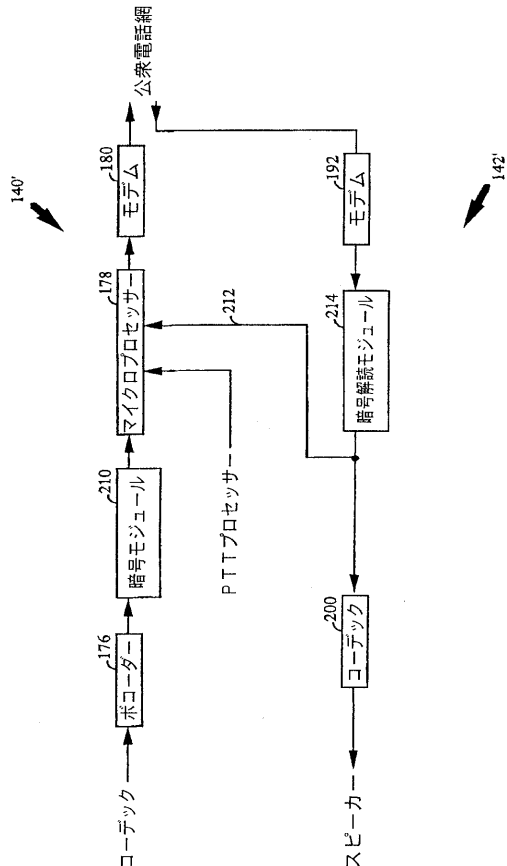 140'
公衆電話網
180
モデム
178
マイクロプロセッサー
210
暗号モジュール
176
ボコーダー
コーデック
212
PTTプロセッサー
192
モデム
214
暗号解読モジュール
200
コーデック
スピーカー
142'